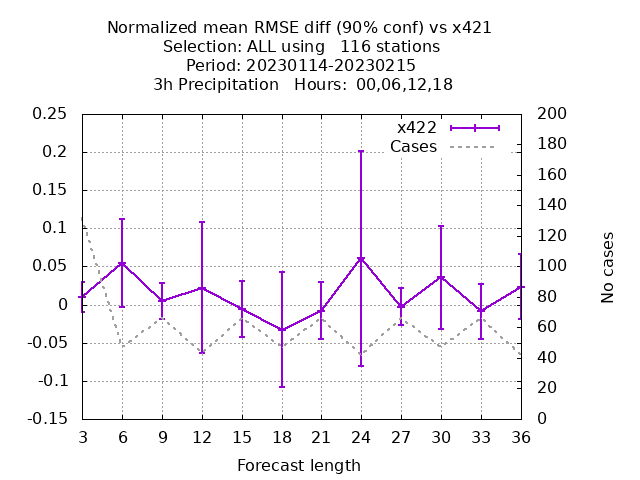 Normalized mean RMSE diff (90% conf) vs x421
Selection: ALL using   116 stations
Period: 20230114-20230215
3h Precipitation   Hours:  00,06,12,18
0.25
0.2
0.15
0.1
0.05
0
-0.05
-0.1
-0.15
x422
Cases
200
180
160
140
120
100
80
60
40
20
0
No cases
3 6 9 12 15 18 21 24 27 30 33 36
Forecast length